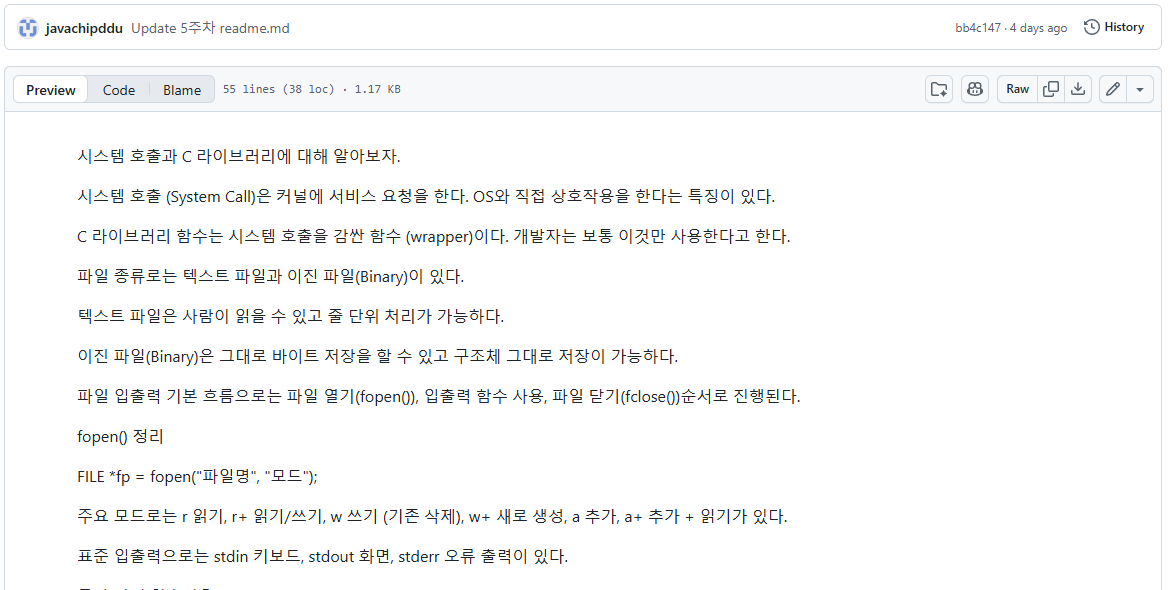 javachipddu Update 5주차 readme.md bb4c147 · 4 days ago History
Preview Code Blame 55 lines (38 loc) · 1.17 KB Raw
시스템 호출과 C 라이브러리에 대해 알아보자.
시스템 호출 (System Call)은 커널에 서비스 요청을 한다. OS와 직접 상호작용을 한다는 특징이 있다.
C 라이브러리 함수는 시스템 호출을 감싼 함수 (wrapper)이다. 개발자는 보통 이것만 사용한다고 한다.
파일 종류로는 텍스트 파일과 이진 파일(Binary)이 있다.
텍스트 파일은 사람이 읽을 수 있고 줄 단위 처리가 가능하다.
이진 파일(Binary)은 그대로 바이트 저장을 할 수 있고 구조체 그대로 저장이 가능하다.
파일 입출력 기본 흐름으로는 파일 열기(fopen()), 입출력 함수 사용, 파일 닫기(fclose())순서로 진행된다.
fopen() 정리
FILE *fp = fopen("파일명", "모드");
주요 모드로는 r 읽기, r+ 읽기/쓰기, w 쓰기 (기존 삭제), w+ 새로 생성, a 추가, a+ 추가 + 읽기가 있다.
표준 입출력으로는 stdin 키보드, stdout 화면, stderr 오류 출력이 있다.